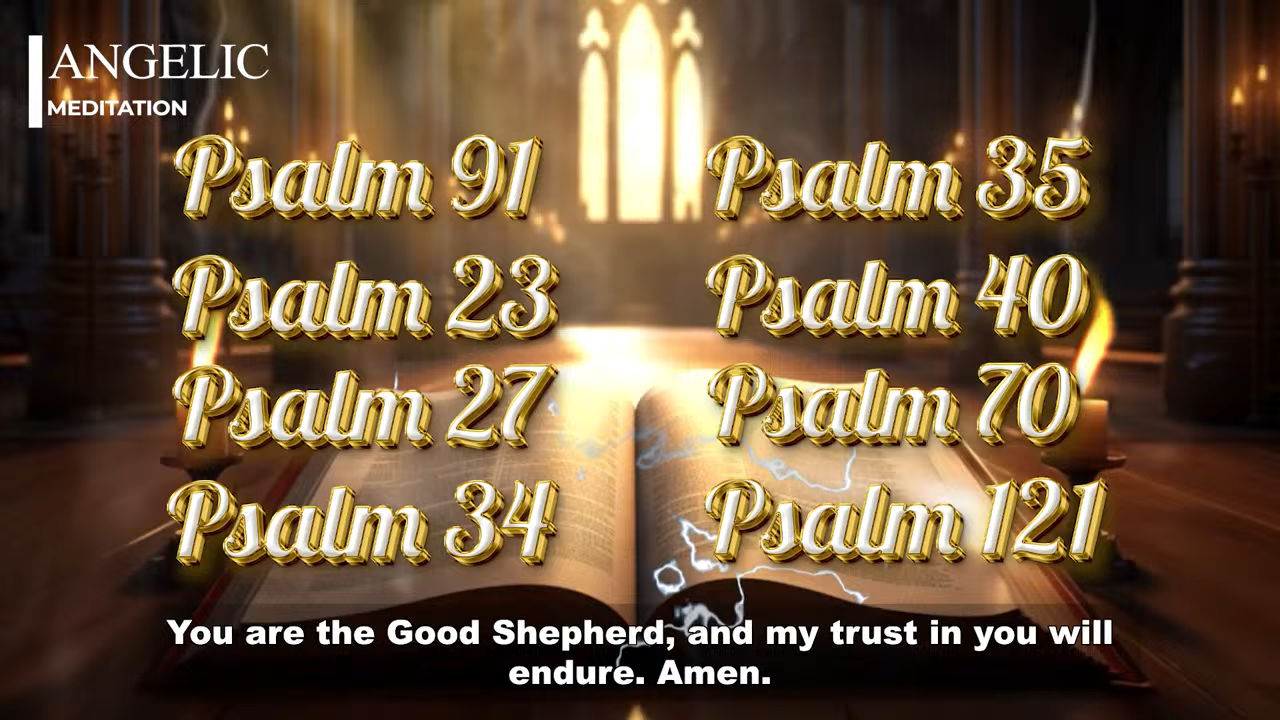 ANGELIC
MEDITATION
Psalm 91
Psalm 23
Psalm 27
Psalm 34
Psalm 35
Psalm 40
Psalm 70
Psalm 121
You are the Good Shepherd, and my trust in you will
endure. Amen.